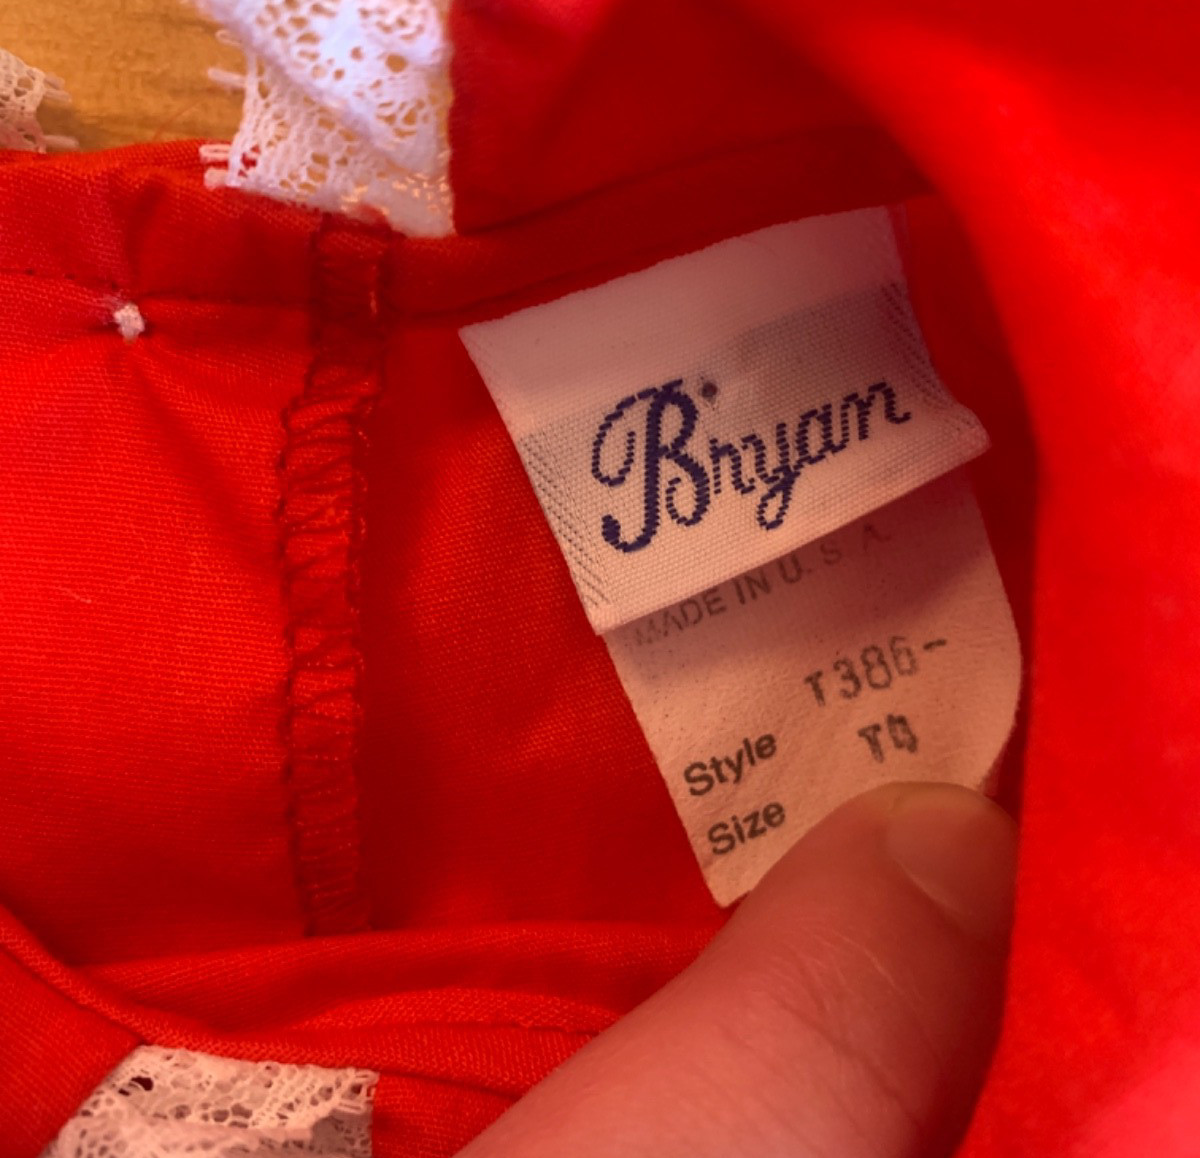 Bryan
MADE IN U.S.A.
T386-
Style T4
Size